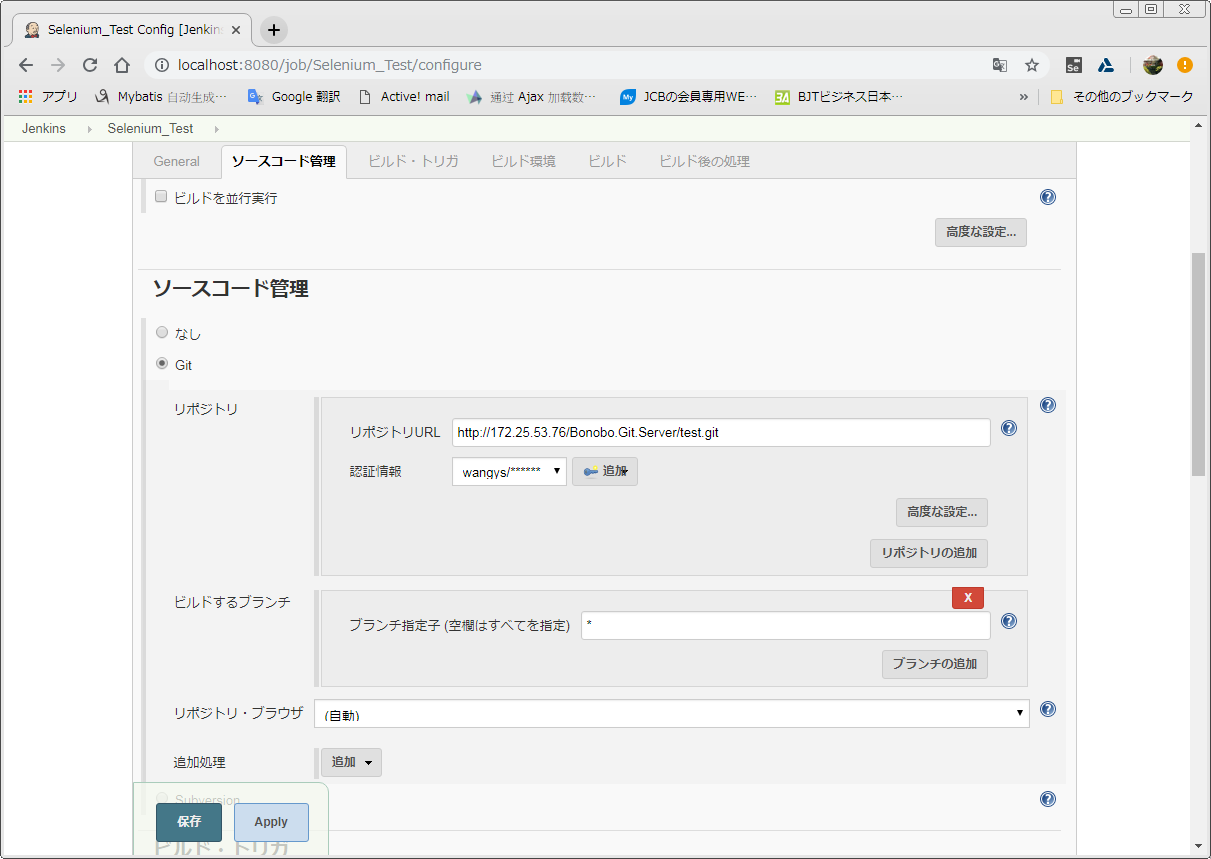 Selenium_Test Config [Jenkin
localhost:8080/job/Selenium_Test/configure
アプリ Mybatis 自动生成… Google 翻訳 Active! mail 通过 Ajax 加载数… JCBの会員専用WE… BJTビジネス日本… » その他のブックマーク
Jenkins Selenium_Test
General ソースコード管理 ビルド・トリガ ビルド環境 ビルド ビルド後の処理
ビルドを並行実行
高度な設定...
ソースコード管理
なし
Git
リポジトリ
リポジトリURL http://172.25.53.76/Bonobo.Git.Server/test.git
認証情報 wangys/****** 追加
高度な設定...
リポジトリの追加
ビルドするブランチ
X
ブランチ指定子 (空欄はすべてを指定) *
ブランチの追加
リポジトリ・ブラウザ (自動)
追加処理 追加
Subversion
保存 Apply
ビルド・トリガ